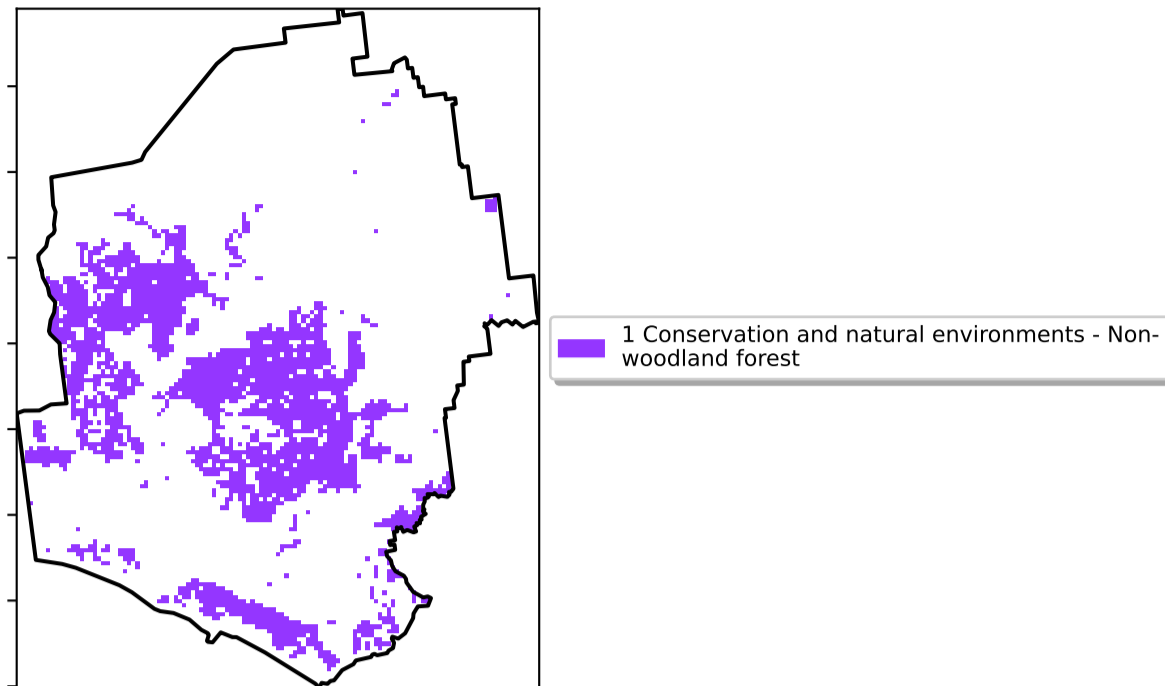 1 Conservation and natural environments - Non-
woodland forest